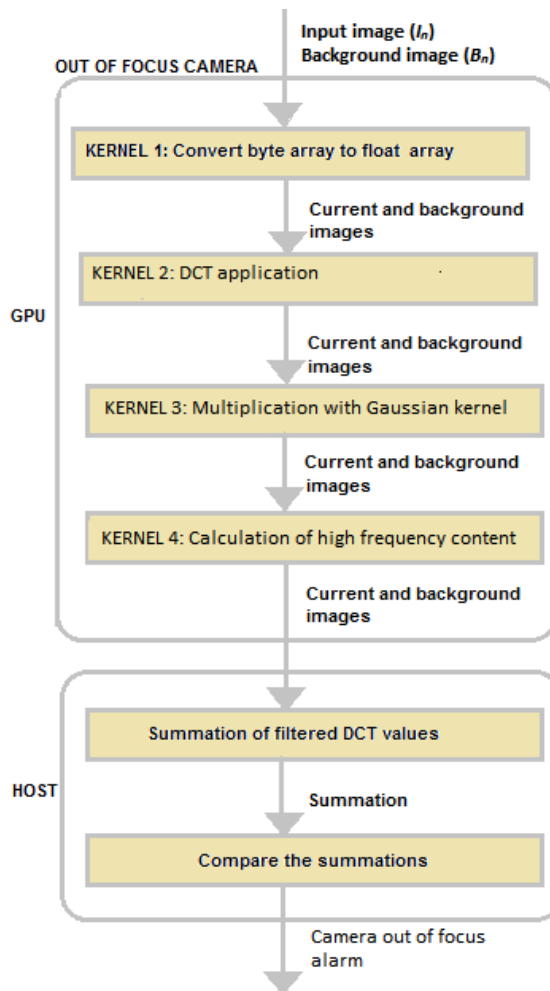 Input image (Iₙ)
Background image (Bₙ)
OUT OF FOCUS CAMERA
KERNEL 1: Convert byte array to float array
Current and background
images
KERNEL 2: DCT application
GPU
Current and background
images
KERNEL 3: Multiplication with Gaussian kernel
Current and background
images
KERNEL 4: Calculation of high frequency content
Current and background
images
Summation of filtered DCT values
HOST
Summation
Compare the summations
Camera out of focus
alarm